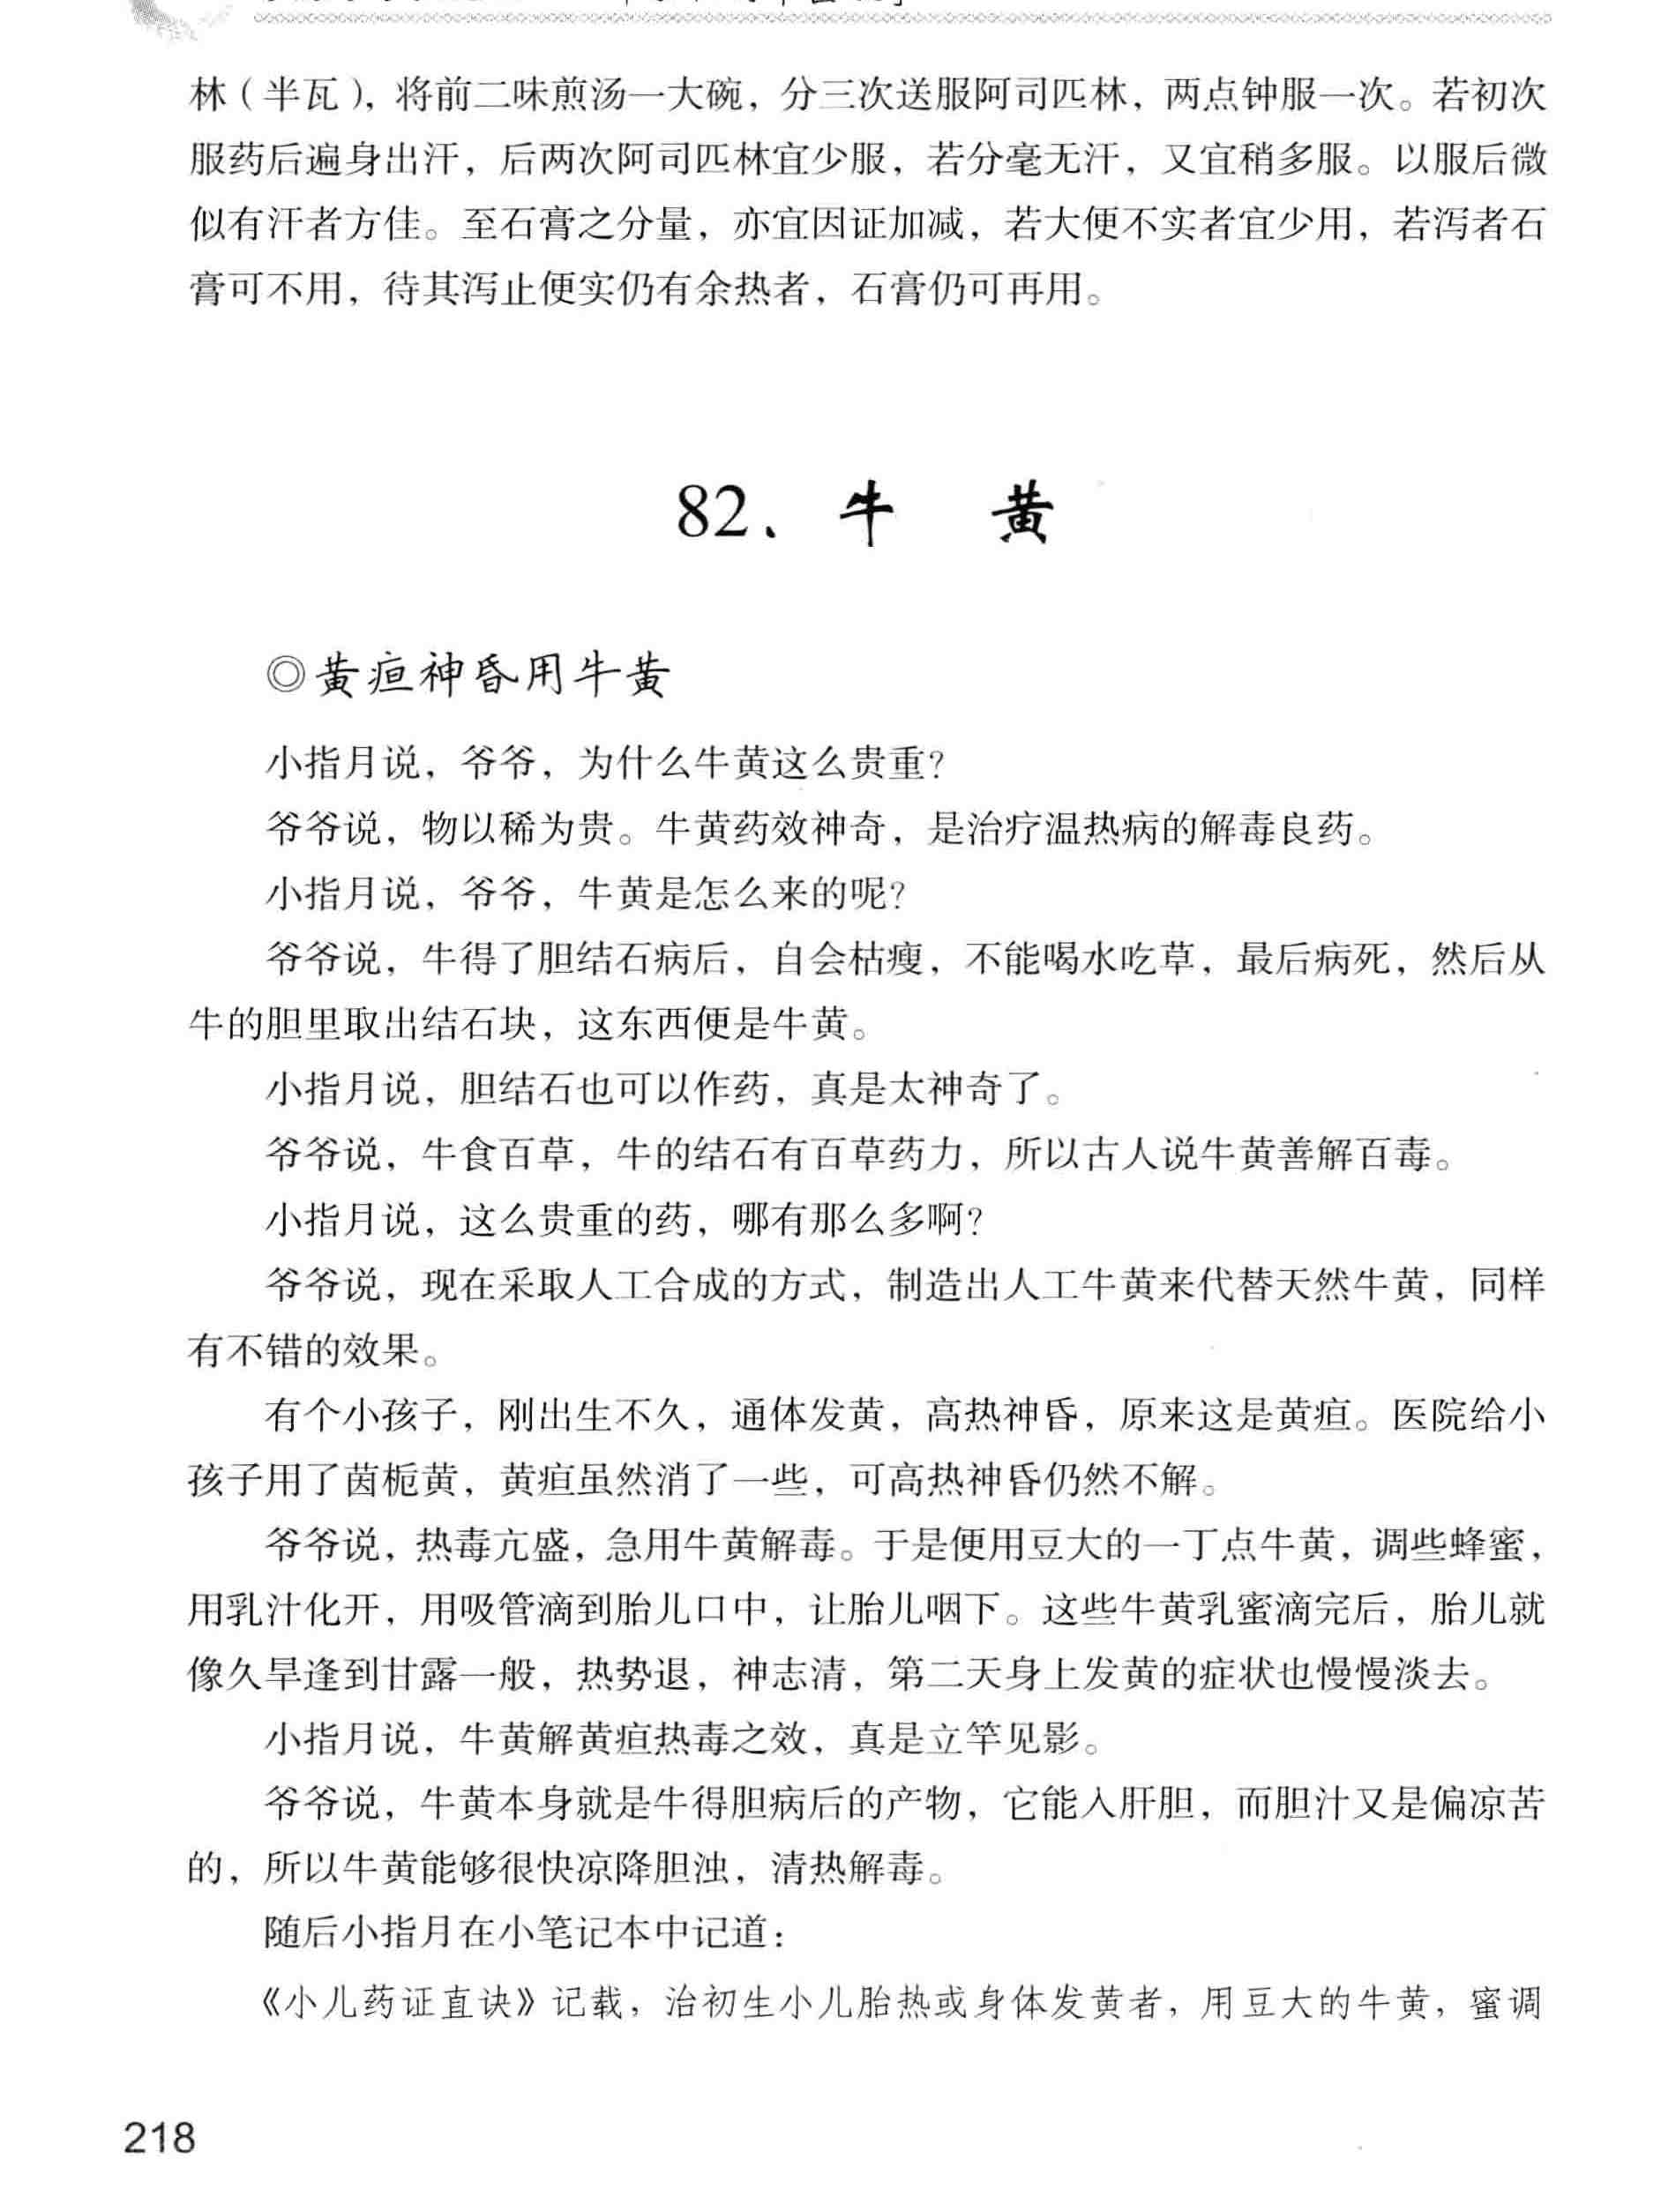 林（半瓦），将前二味煎汤一大碗，分三次送服阿司匹林，两点钟服一次。若初次
服药后遍身出汗，后两次阿司匹林宜少服，若分毫无汗，又宜稍多服。以服后微
似有汗者方佳。至石膏之分量，亦宜因证加减，若大便不实者宜少用，若泻者石
膏可不用，待其泻止便实仍有余热者，石膏仍可再用。
82、牛 黄
◎黄疸神昏用牛黄
小指月说，爷爷，为什么牛黄这么贵重？
爷爷说，物以稀为贵。牛黄药效神奇，是治疗温热病的解毒良药。
小指月说，爷爷，牛黄是怎么来的呢？
爷爷说，牛得了胆结石病后，自会枯瘦，不能喝水吃草，最后病死，然后从
牛的胆里取出结石块，这东西便是牛黄。
小指月说，胆结石也可以作药，真是太神奇了。
爷爷说，牛食百草，牛的结石有百草药力，所以古人说牛黄善解百毒。
小指月说，这么贵重的药，哪有那么多啊？
爷爷说，现在采取人工合成的方式，制造出人工牛黄来代替天然牛黄，同样
有不错的效果。
有个小孩子，刚出生不久，通体发黄，高热神昏，原来这是黄疸。医院给小
孩子用了茵栀黄，黄疸虽然消了一些，可高热神昏仍然不解。
爷爷说，热毒亢盛，急用牛黄解毒。于是便用豆大的一丁点牛黄，调些蜂蜜，
用乳汁化开，用吸管滴到胎儿口中，让胎儿咽下。这些牛黄乳蜜滴完后，胎儿就
像久旱逢到甘露一般，热势退，神志清，第二天身上发黄的症状也慢慢淡去。
小指月说，牛黄解黄疸热毒之效，真是立竿见影。
爷爷说，牛黄本身就是牛得胆病后的产物，它能入肝胆，而胆汁又是偏凉苦
的，所以牛黄能够很快凉降胆浊，清热解毒。
随后小指月在小笔记本中记道：
《小儿药证直诀》记载，治初生小儿胎热或身体发黄者，用豆大的牛黄，蜜调
218